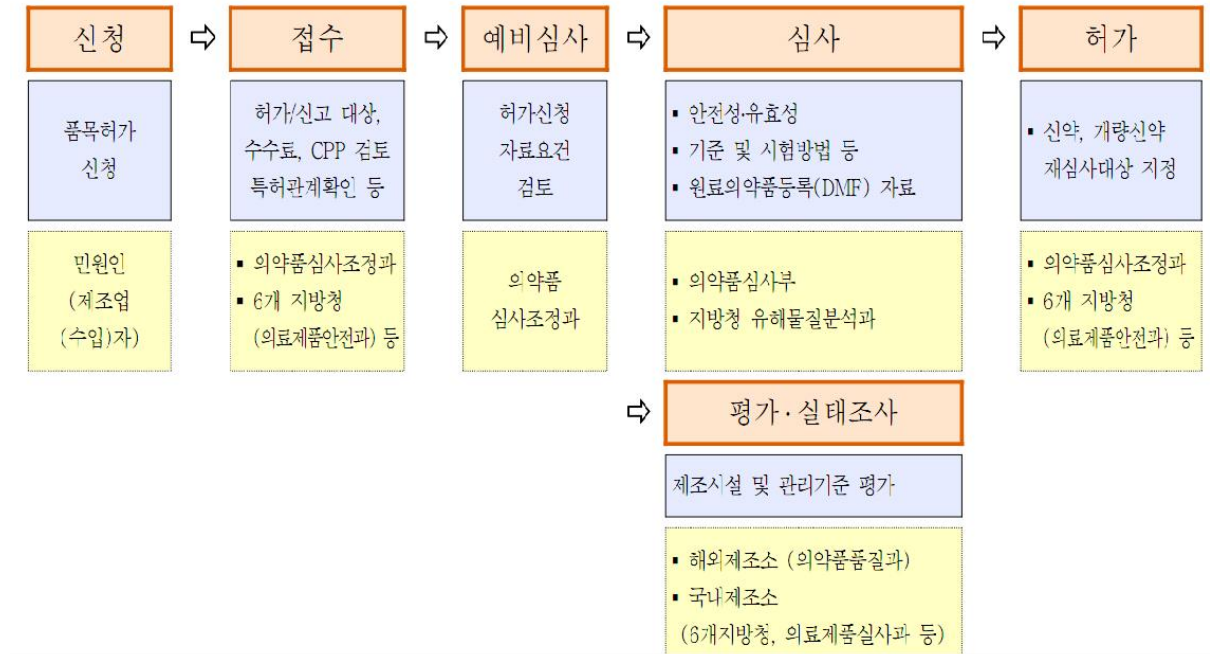 신청 ⇨ 접수 ⇨ 예비심사 ⇨ 심사 ⇨ 허가
품목허가
신청
허가/신고 대상,
수수료, CPP 검토
특허관계확인 등
허가신청
자료요건
검토
▪ 안전성·유효성
▪ 기준 및 시험방법 등
▪ 원료의약품등록(DMF) 자료
▪ 신약, 개량신약
재심사대상 지정
민원인
(제조업
(수입)자)
▪ 의약품심사조정과
▪ 6개 지방청
(의료제품안전과) 등
의약품
심사조정과
▪ 의약품심사부
▪ 지방청 유해물질분석과
▪ 의약품심사조정과
▪ 6개 지방청
(의료제품안전과) 등
⇨ 평가·실태조사
제조시설 및 관리기준 평가
▪ 해외제조소 (의약품품질과)
▪ 국내제조소
(6개지방청, 의료제품실사과 등)